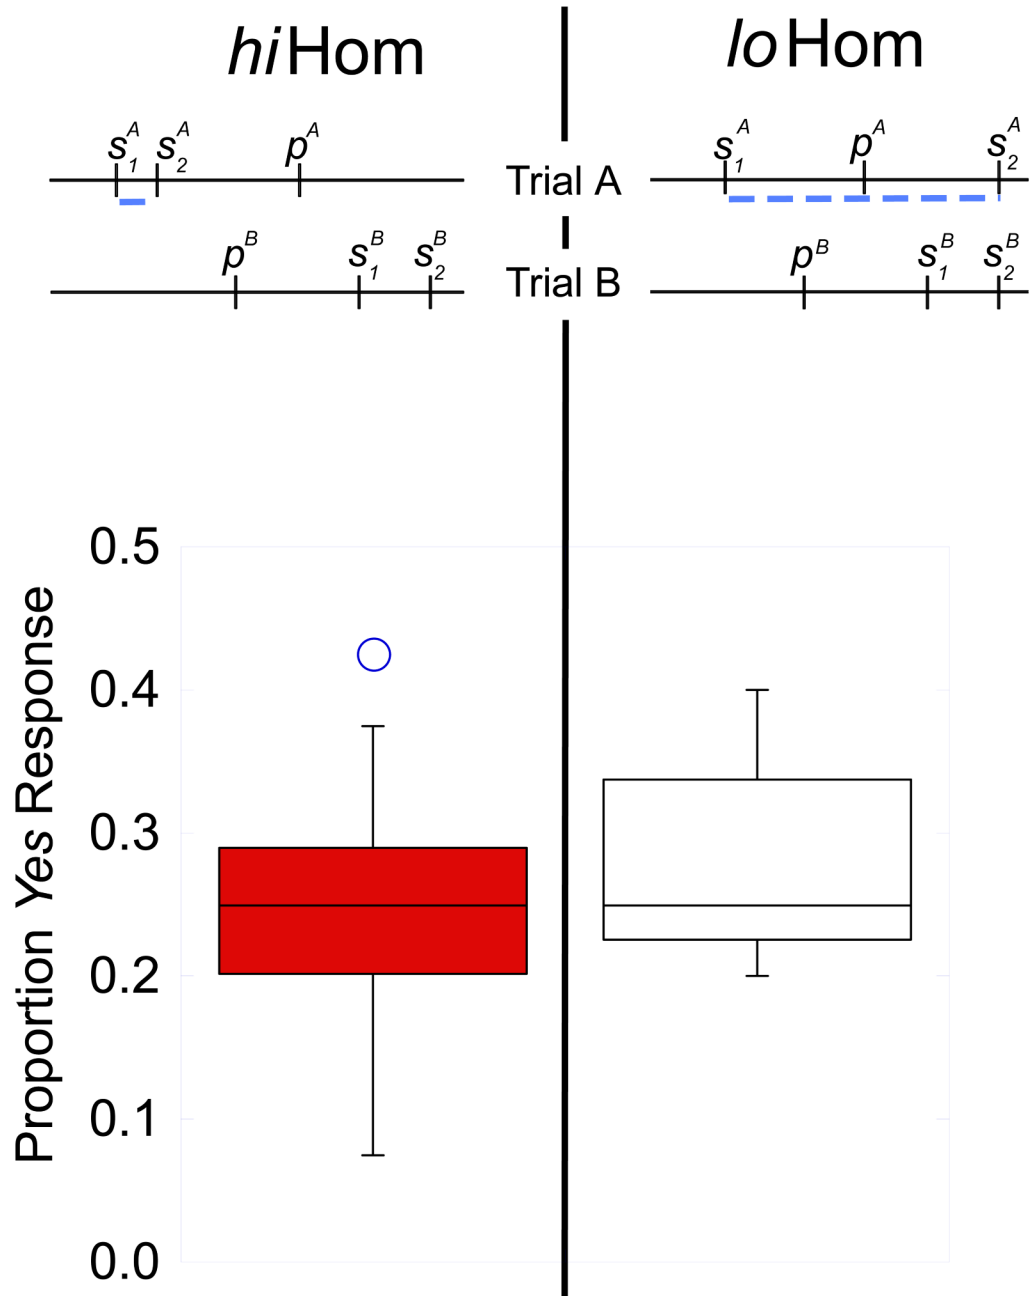 hiHom
loHom
s₁ᴬ s₂ᴬ pᴬ
Trial A
s₁ᴬ pᴬ s₂ᴬ
pᴮ s₁ᴮ s₂ᴮ
Trial B
pᴮ s₁ᴮ s₂ᴮ
Proportion Yes Response
0.5
0.4
0.3
0.2
0.1
0.0